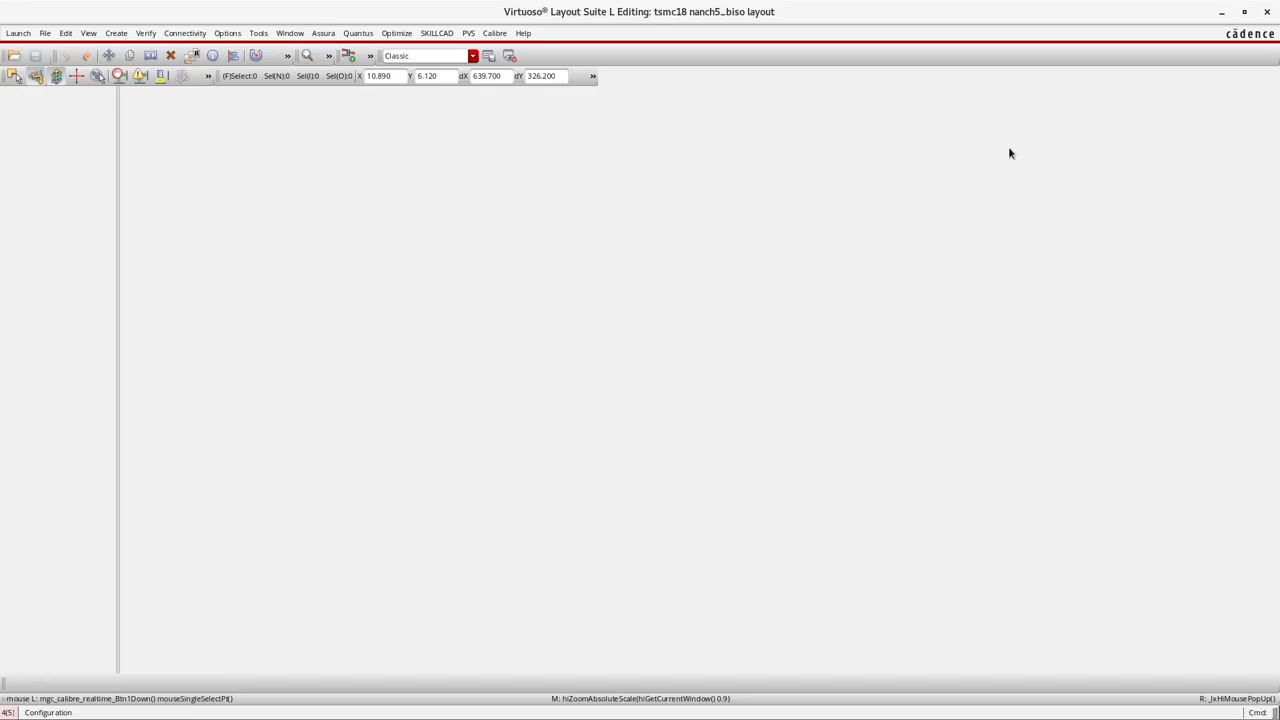 Virtuoso® Layout Suite L Editing: tsmc18 nanch5_biso layout
Launch File Edit View Create Verify Connectivity Options Tools Window Assura Quantus Optimize SKILLCAD PVS Calibre Help
cādence
Classic
(F)Select:0 Sel(N):0 Sel(I):0 Sel(O):0 X 10.890 Y 6.120 dX 639.700 dY 326.200
mouse L: mgc_calibre_realtime_Btn1Down() mouseSingleSelectPt()
M: hiZoomAbsoluteScale(hiGetCurrentWindow() 0.9)
R: _lxHiMousePopUp()
4(5) Configuration
Cmd: